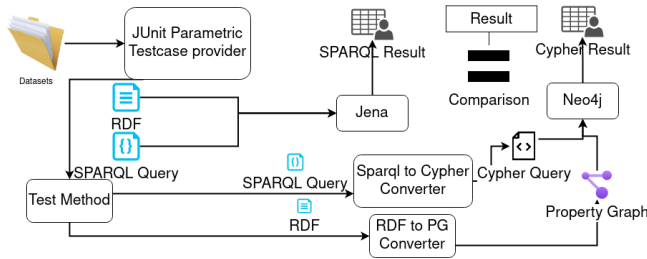 Datasets
JUnit Parametric
Testcase provider
SPARQL Result
Result
Comparison
Cypher Result
Neo4j
Jena
RDF
{}
SPARQL Query
Test Method
{}
SPARQL Query
Sparql to Cypher
Converter
<>
Cypher Query
Property Graph
RDF
RDF to PG
Converter